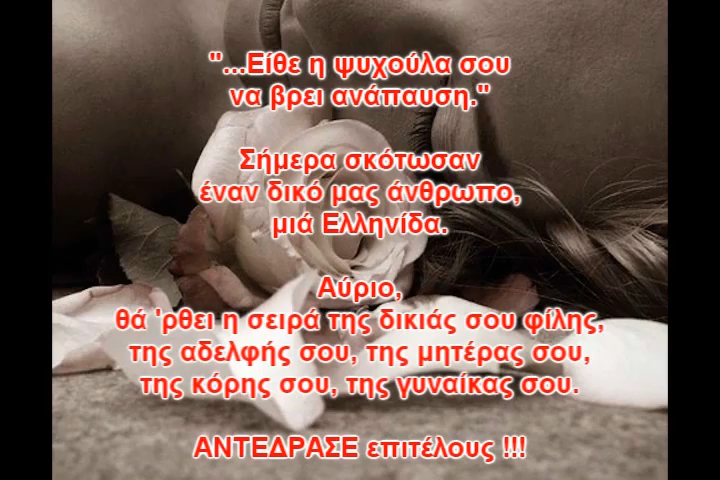 "...Είθε η ψυχούλα σου
να βρει ανάπαυση."
Σήμερα σκότωσαν
έναν δικό μας άνθρωπο,
μιά Ελληνίδα.
Αύριο,
θά 'ρθει η σειρά της δικιάς σου φίλης,
της αδελφής σου, της μητέρας σου,
της κόρης σου, της γυναίκας σου.
ΑΝΤΕΔΡΑΣΕ επιτέλους !!!